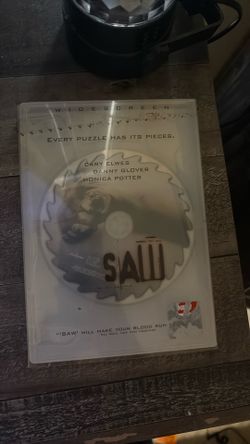 WIDESCREEN
EVERY PUZZLE HAS ITS PIECES.
CARY ELWES
DANNY GLOVER
MONICA POTTER
SAW
"'SAW' WILL MAKE YOUR BLOOD RUN